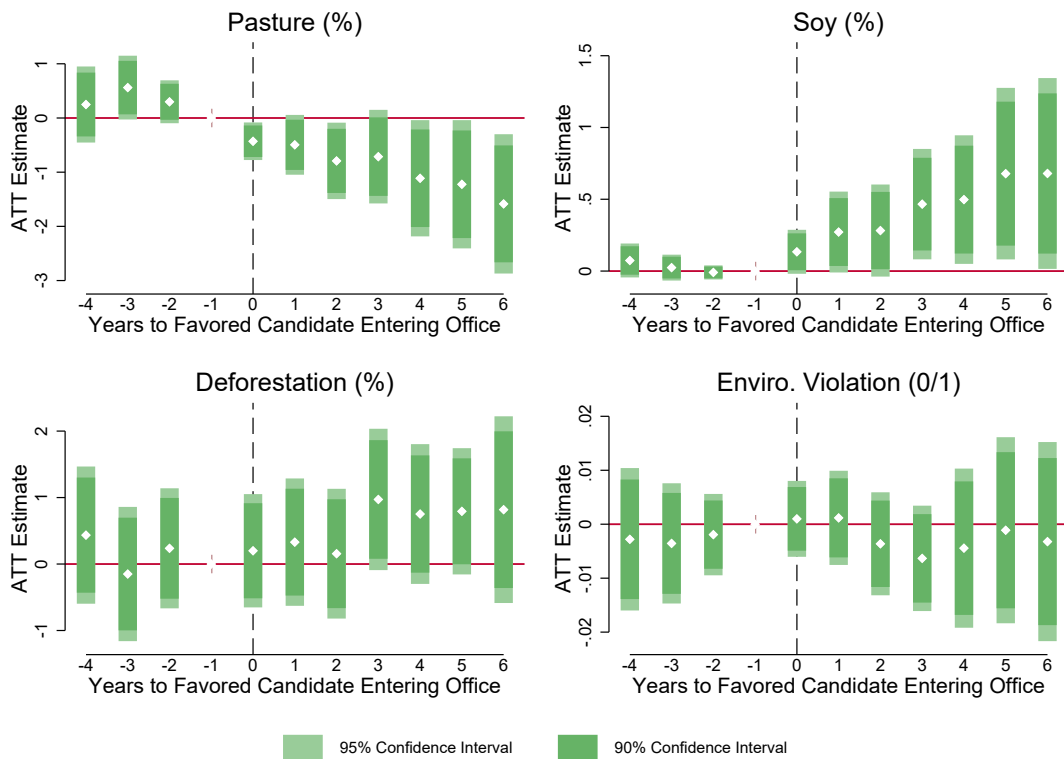 Pasture (%)
ATT Estimate
1
0
-1
-2
-3
-4 -3 -2 -1 0 1 2 3 4 5 6
Years to Favored Candidate Entering Office
Soy (%)
ATT Estimate
1.5
1
.5
0
-4 -3 -2 -1 0 1 2 3 4 5 6
Years to Favored Candidate Entering Office
Deforestation (%)
ATT Estimate
2
1
0
-1
-4 -3 -2 -1 0 1 2 3 4 5 6
Years to Favored Candidate Entering Office
Enviro. Violation (0/1)
ATT Estimate
.02
.01
0
-.01
-.02
-4 -3 -2 -1 0 1 2 3 4 5 6
Years to Favored Candidate Entering Office
95% Confidence Interval
90% Confidence Interval